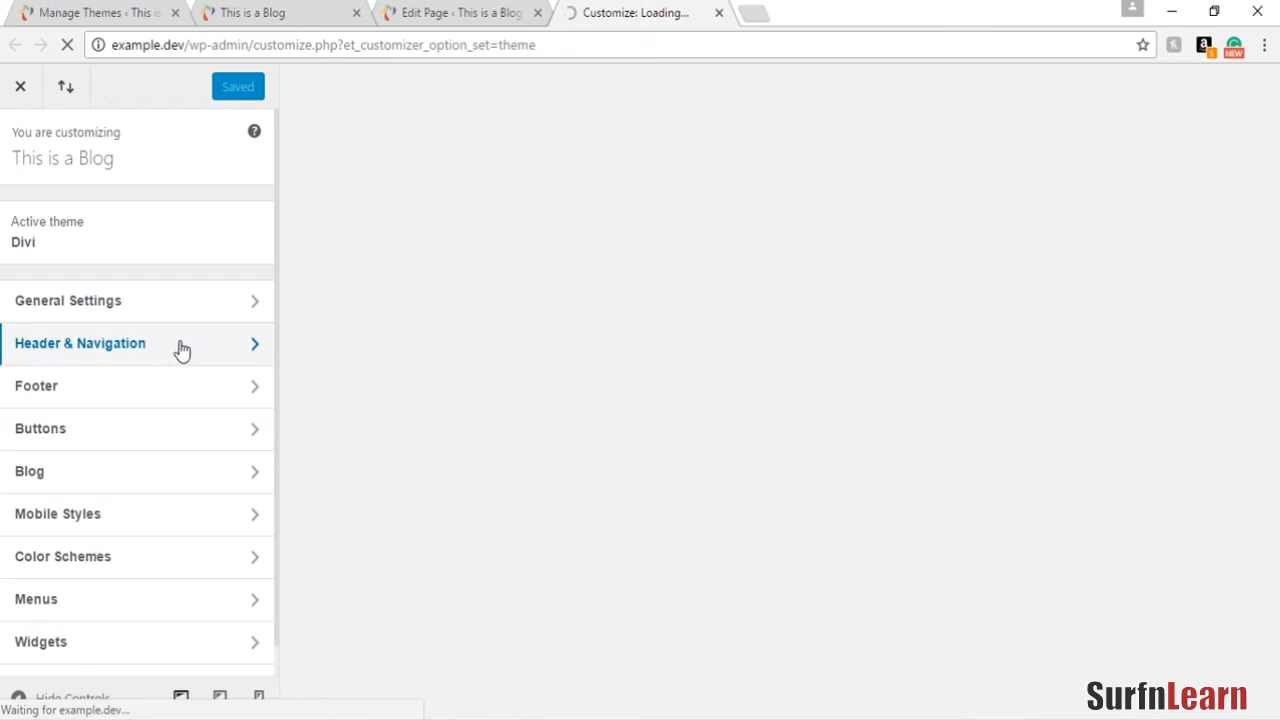 Manage Themes ‹ This is
This is a Blog
Edit Page ‹ This is a Blog
Customize: Loading...
example.dev/wp-admin/customize.php?et_customizer_option_set=theme
5
NEW
Saved
You are customizing
This is a Blog
Active theme
Divi
General Settings
Header & Navigation
Footer
Buttons
Blog
Mobile Styles
Color Schemes
Menus
Widgets
Hide Controls
Waiting for example.dev...
SurfnLearn